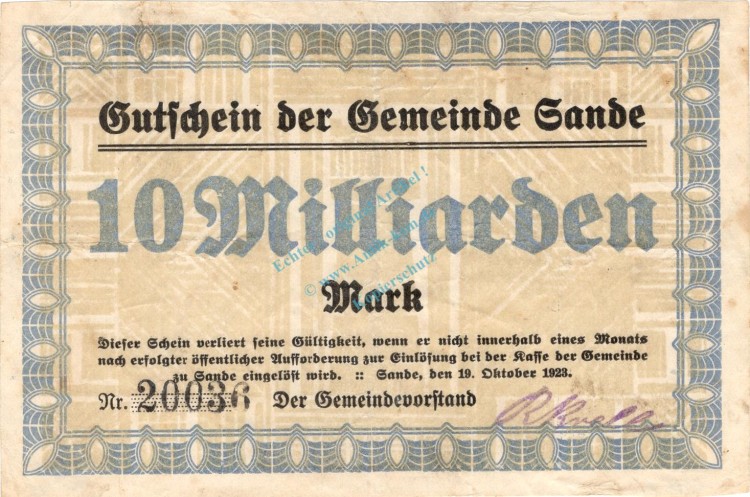 Gutschein der Gemeinde Sande
10 Milliarden
Mark
Dieser Schein verliert seine Gültigkeit, wenn er nicht innerhalb eines Monats
nach erfolgter öffentlicher Aufforderung zur Einlösung bei der Kasse der Gemeinde
zu Sande eingelöst wird. :: Sande, den 19. Oktober 1923.
Nr. 20036 Der Gemeindevorstand